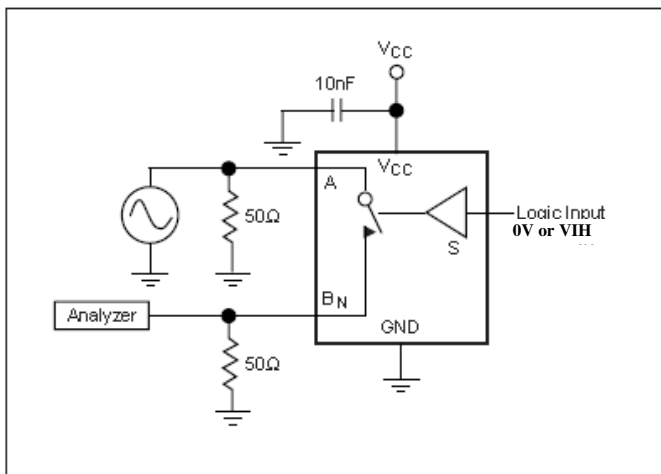 VCC
10nF
VCC
A
50Ω
Logic Input
0V or VIH
S
BN
Analyzer
GND
50Ω